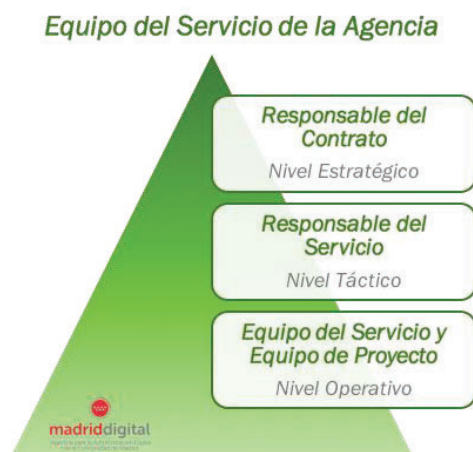 Equipo del Servicio de la Agencia
Responsable del
Contrato
Nivel Estratégico
Responsable del
Servicio
Nivel Táctico
Equipo del Servicio y
Equipo de Proyecto
Nivel Operativo
madriddigital